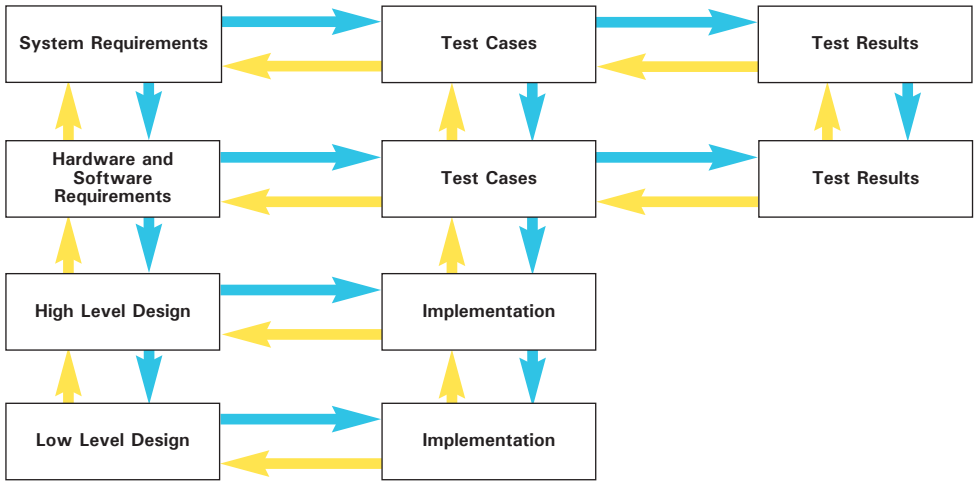 System Requirements
Test Cases
Test Results
Hardware and
Software
Requirements
Test Cases
Test Results
High Level Design
Implementation
Low Level Design
Implementation